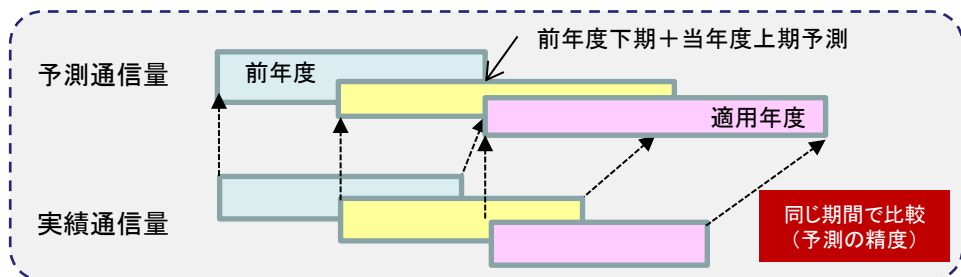 前年度下期＋当年度上期予測
予測通信量
前年度
適用年度
実績通信量
同じ期間で比較
（予測の精度）